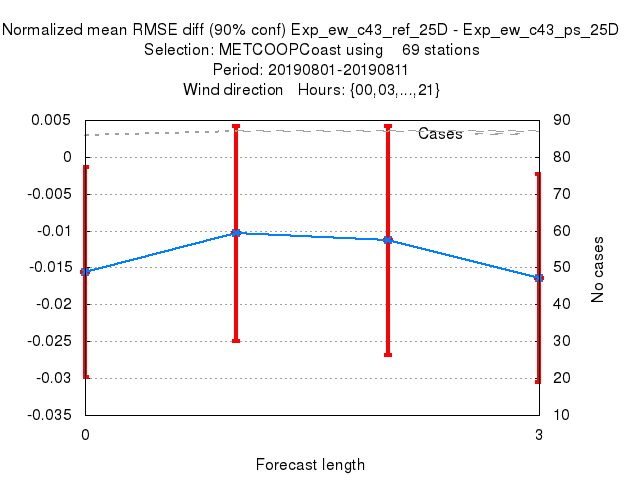 Normalized mean RMSE diff (90% conf) Exp_ew_c43_ref_25D - Exp_ew_c43_ps_25D
Selection: METCOOPCoast using    69 stations
Period: 20190801-20190811
Wind direction   Hours: {00,03,...,21}
0.005 90
Cases
0 80
-0.005 70
-0.01 60
-0.015 50
-0.02 40
-0.025 30
-0.03 20
-0.035 10
No cases
0 3
Forecast length